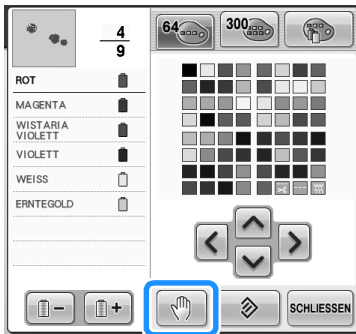 4
9
64
300
ROT
MAGENTA
WISTARIA
VIOLETT
VIOLETT
WEISS
ERNTEGOLD
SCHLIESSEN